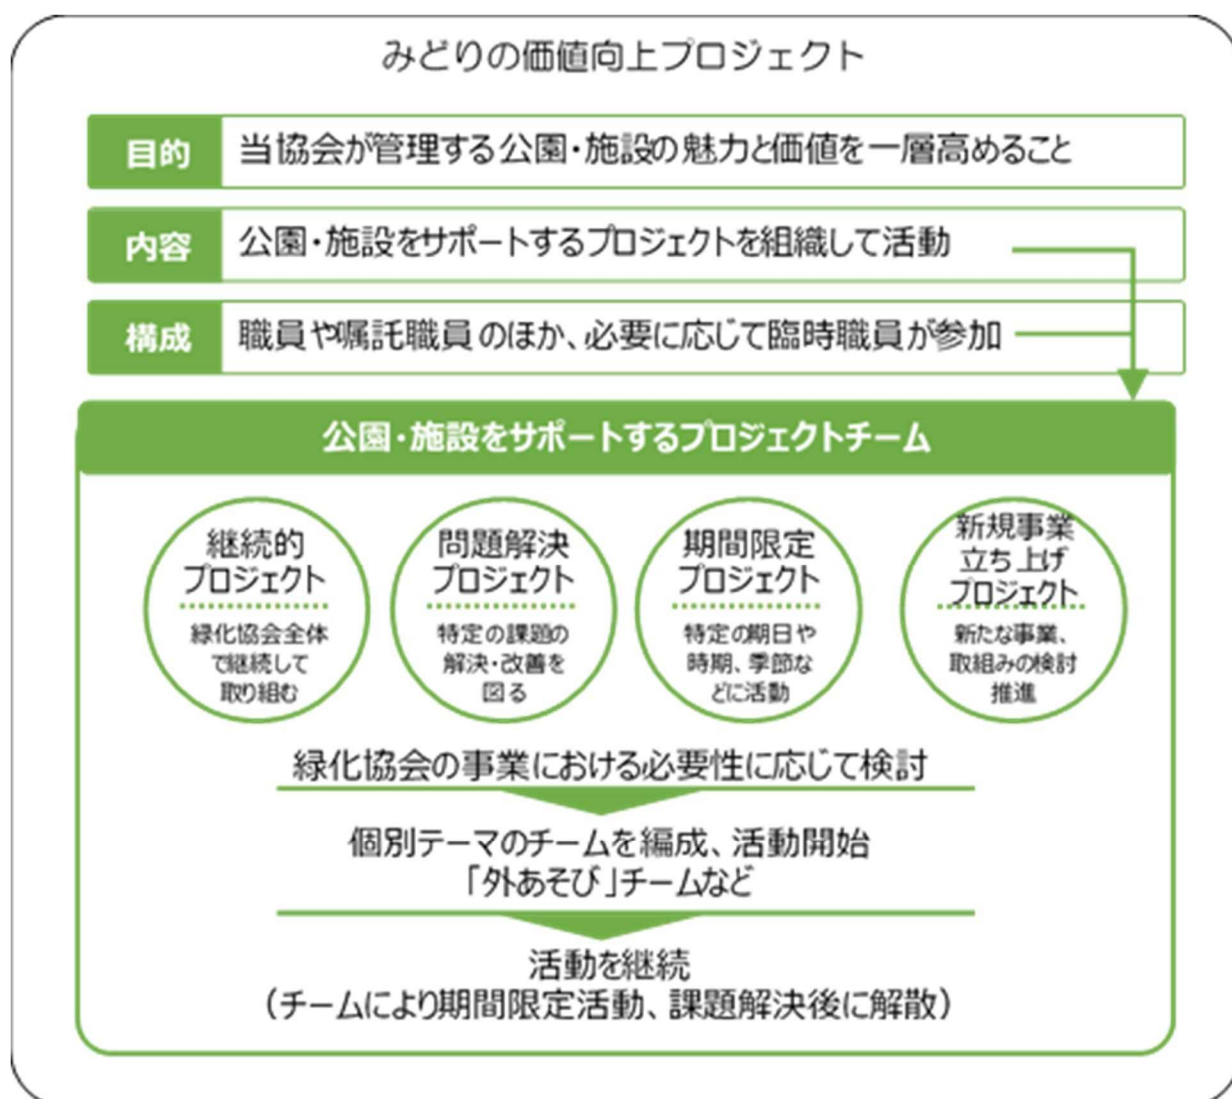 みどりの価値向上プロジェクト
目的
当協会が管理する公園・施設の魅力と価値を一層高めること
内容
公園・施設をサポートするプロジェクトを組織して活動
構成
職員や嘱託職員のほか、必要に応じて臨時職員が参加
公園・施設をサポートするプロジェクトチーム
継続的
プロジェクト
緑化協会全体
で継続して
取り組む
問題解決
プロジェクト
特定の課題の
解決・改善を
図る
期間限定
プロジェクト
特定の期日や
時期、季節な
どに活動
新規事業
立ち上げ
プロジェクト
新たな事業、
取組みの検討
推進
緑化協会の事業における必要性に応じて検討
個別テーマのチームを編成、活動開始
「外あそび」チームなど
活動を継続
（チームにより期間限定活動、課題解決後に解散）